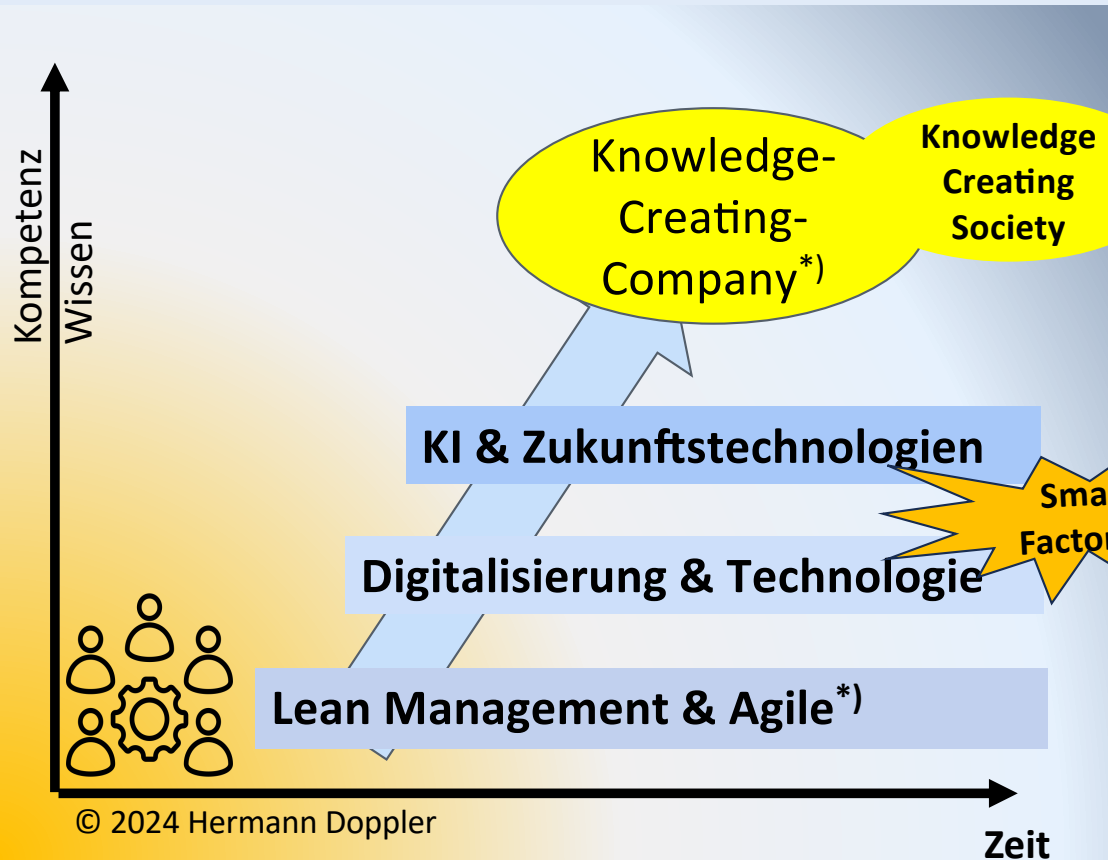 Kompetenz
Wissen
Knowledge-
Creating-
Company*)
Knowledge
Creating
Society
KI & Zukunftstechnologien
Digitalisierung & Technologie
Lean Management & Agile*)
© 2024 Hermann Doppler
Zeit